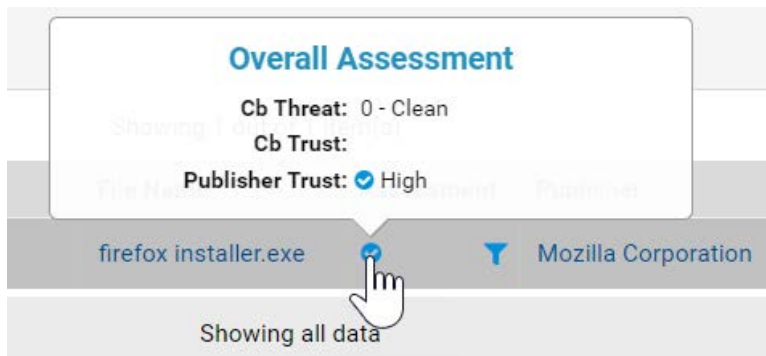 Overall Assessment
Cb Threat: 0 - Clean
Cb Trust:
Publisher Trust: High
firefox installer.exe Mozilla Corporation
Showing all data